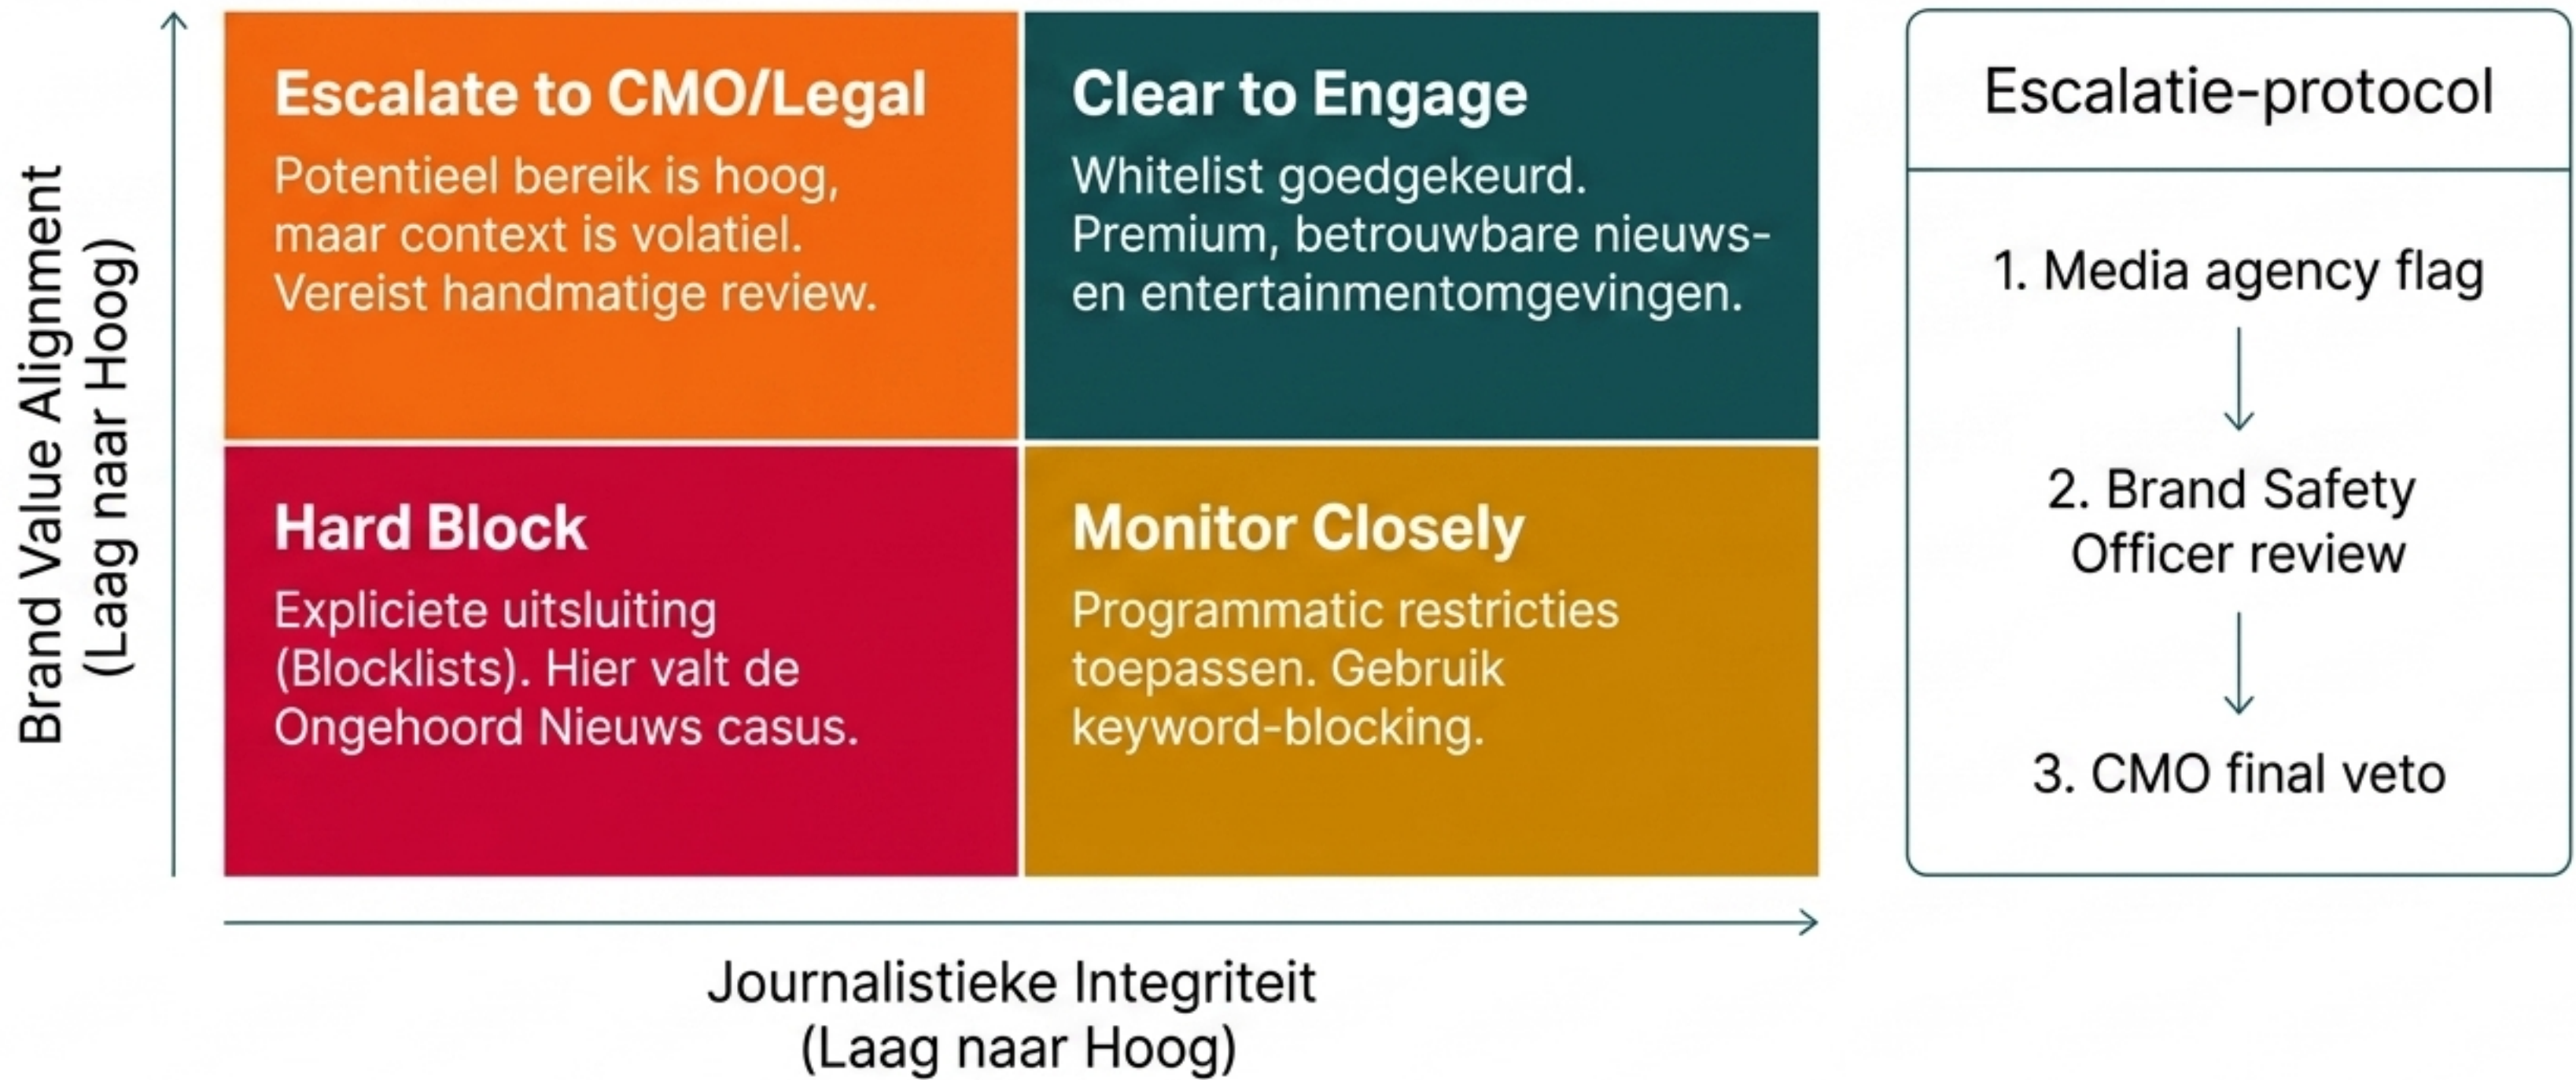 Brand Value Alignment
(Laag naar Hoog)
Escalate to CMO/Legal
Potentieel bereik is hoog,
maar context is volatiel.
Vereist handmatige review.
Clear to Engage
Whitelist goedgekeurd.
Premium, betrouwbare nieuws-
en entertainmentomgevingen.
Hard Block
Expliciete uitsluiting
(Blocklists). Hier valt de
Ongehoord Nieuws casus.
Monitor Closely
Programmatic restricties
toepassen. Gebruik
keyword-blocking.
Journalistieke Integriteit
(Laag naar Hoog)
Escalatie-protocol
1. Media agency flag
2. Brand Safety
Officer review
3. CMO final veto